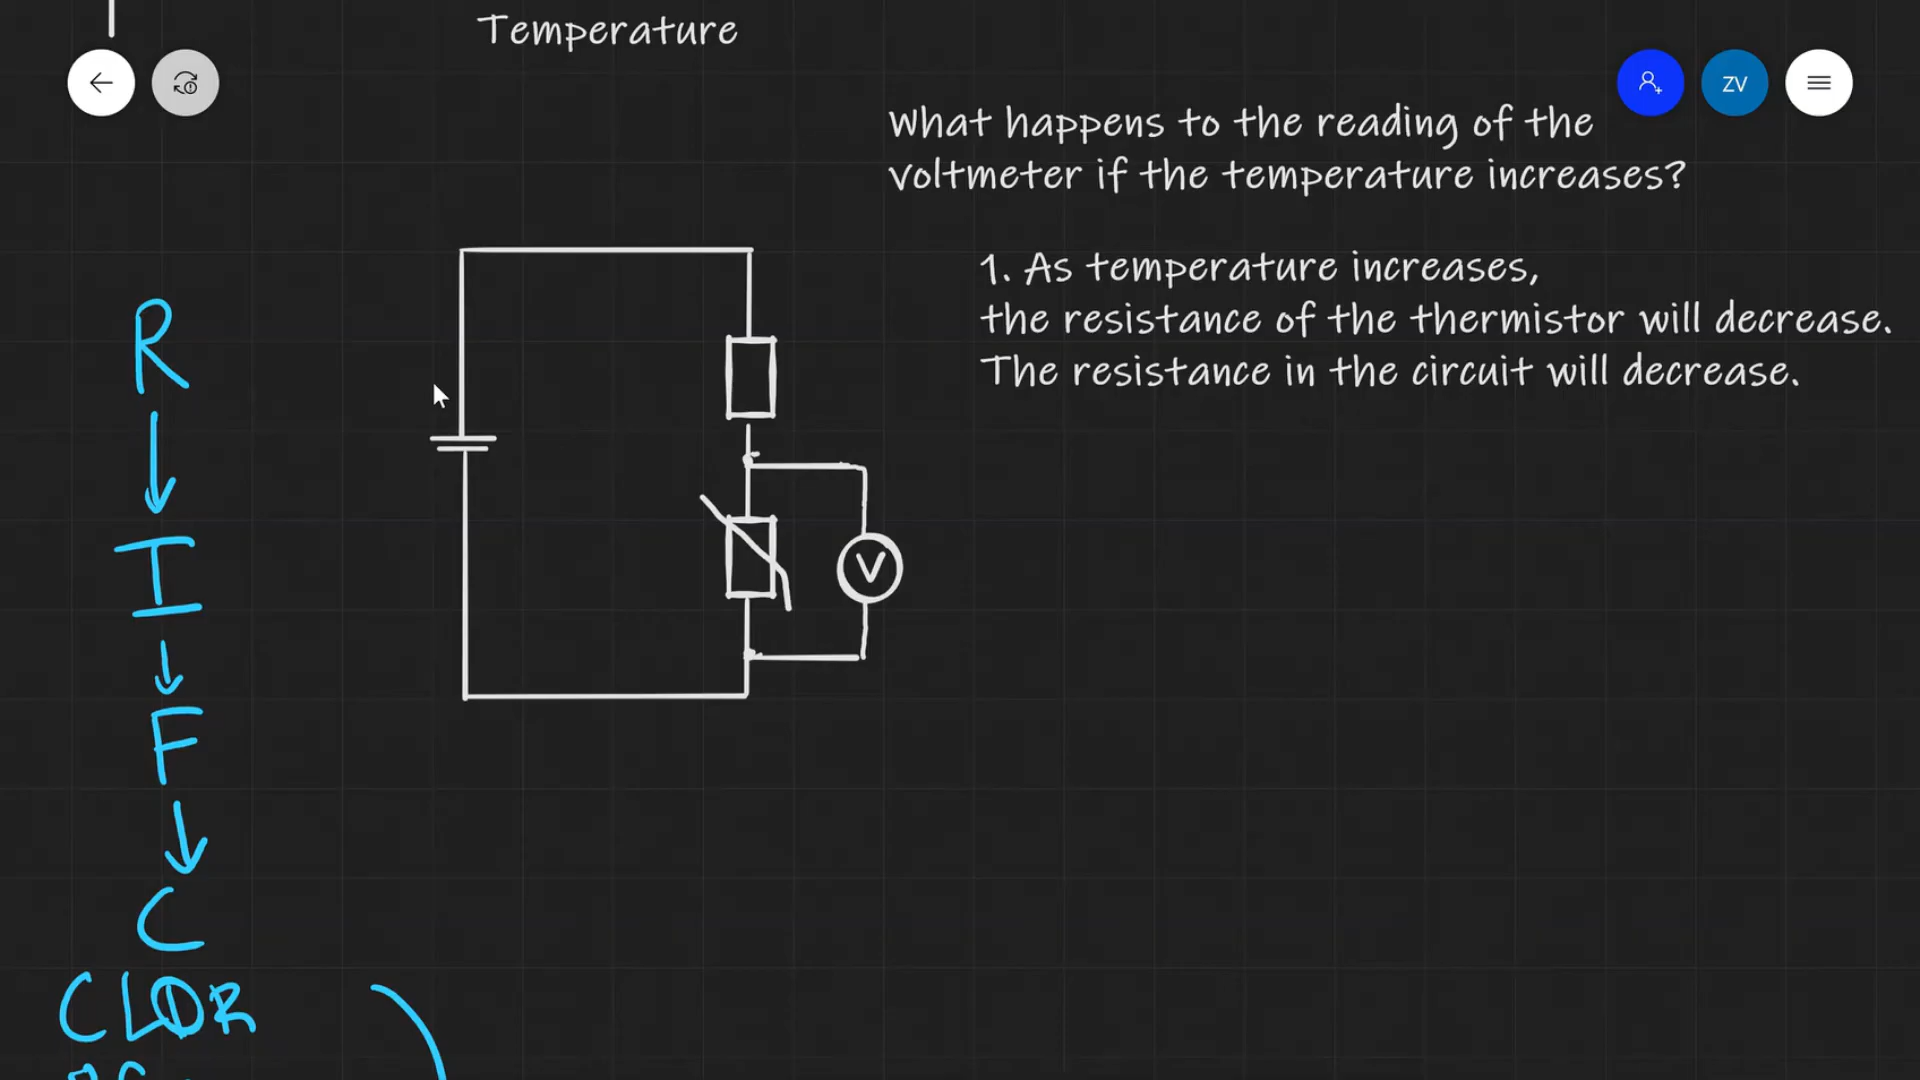 Temperature
ZV
What happens to the reading of the
voltmeter if the temperature increases?
1. As temperature increases,
the resistance of the thermistor will decrease.
The resistance in the circuit will decrease.
R
I
F
C
CLDR
V